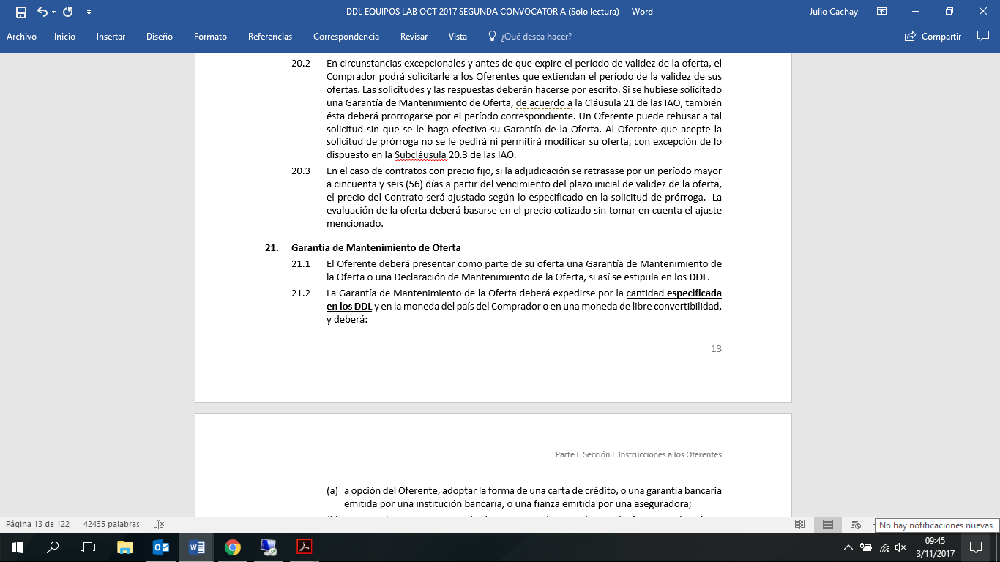 DDL EQUIPOS LAB OCT 2017 SEGUNDA CONVOCATORIA (Solo lectura) - Word
Julio Cachay
Archivo Inicio Insertar Diseño Formato Referencias Correspondencia Revisar Vista ¿Qué desea hacer? Compartir
20.2 En circunstancias excepcionales y antes de que expire el período de validez de la oferta, el
Comprador podrá solicitarle a los Oferentes que extiendan el período de la validez de sus
ofertas. Las solicitudes y las respuestas deberán hacerse por escrito. Si se hubiese solicitado
una Garantía de Mantenimiento de Oferta, de acuerdo a la Cláusula 21 de las IAO, también
ésta deberá prorrogarse por el período correspondiente. Un Oferente puede rehusar a tal
solicitud sin que se le haga efectiva su Garantía de la Oferta. Al Oferente que acepte la
solicitud de prórroga no se le pedirá ni permitirá modificar su oferta, con excepción de lo
dispuesto en la Subcláusula 20.3 de las IAO.
20.3 En el caso de contratos con precio fijo, si la adjudicación se retrasase por un período mayor
a cincuenta y seis (56) días a partir del vencimiento del plazo inicial de validez de la oferta,
el precio del Contrato será ajustado según lo especificado en la solicitud de prórroga. La
evaluación de la oferta deberá basarse en el precio cotizado sin tomar en cuenta el ajuste
mencionado.
21. Garantía de Mantenimiento de Oferta
21.1 El Oferente deberá presentar como parte de su oferta una Garantía de Mantenimiento de
la Oferta o una Declaración de Mantenimiento de la Oferta, si así se estipula en los DDL.
21.2 La Garantía de Mantenimiento de la Oferta deberá expedirse por la cantidad especificada
en los DDL y en la moneda del país del Comprador o en una moneda de libre convertibilidad,
y deberá:
13
Parte I. Sección I. Instrucciones a los Oferentes
(a) a opción del Oferente, adoptar la forma de una carta de crédito, o una garantía bancaria
emitida por una institución bancaria, o una fianza emitida por una aseguradora;
Página 13 de 122 42435 palabras
No hay notificaciones nuevas
09:45
3/11/2017